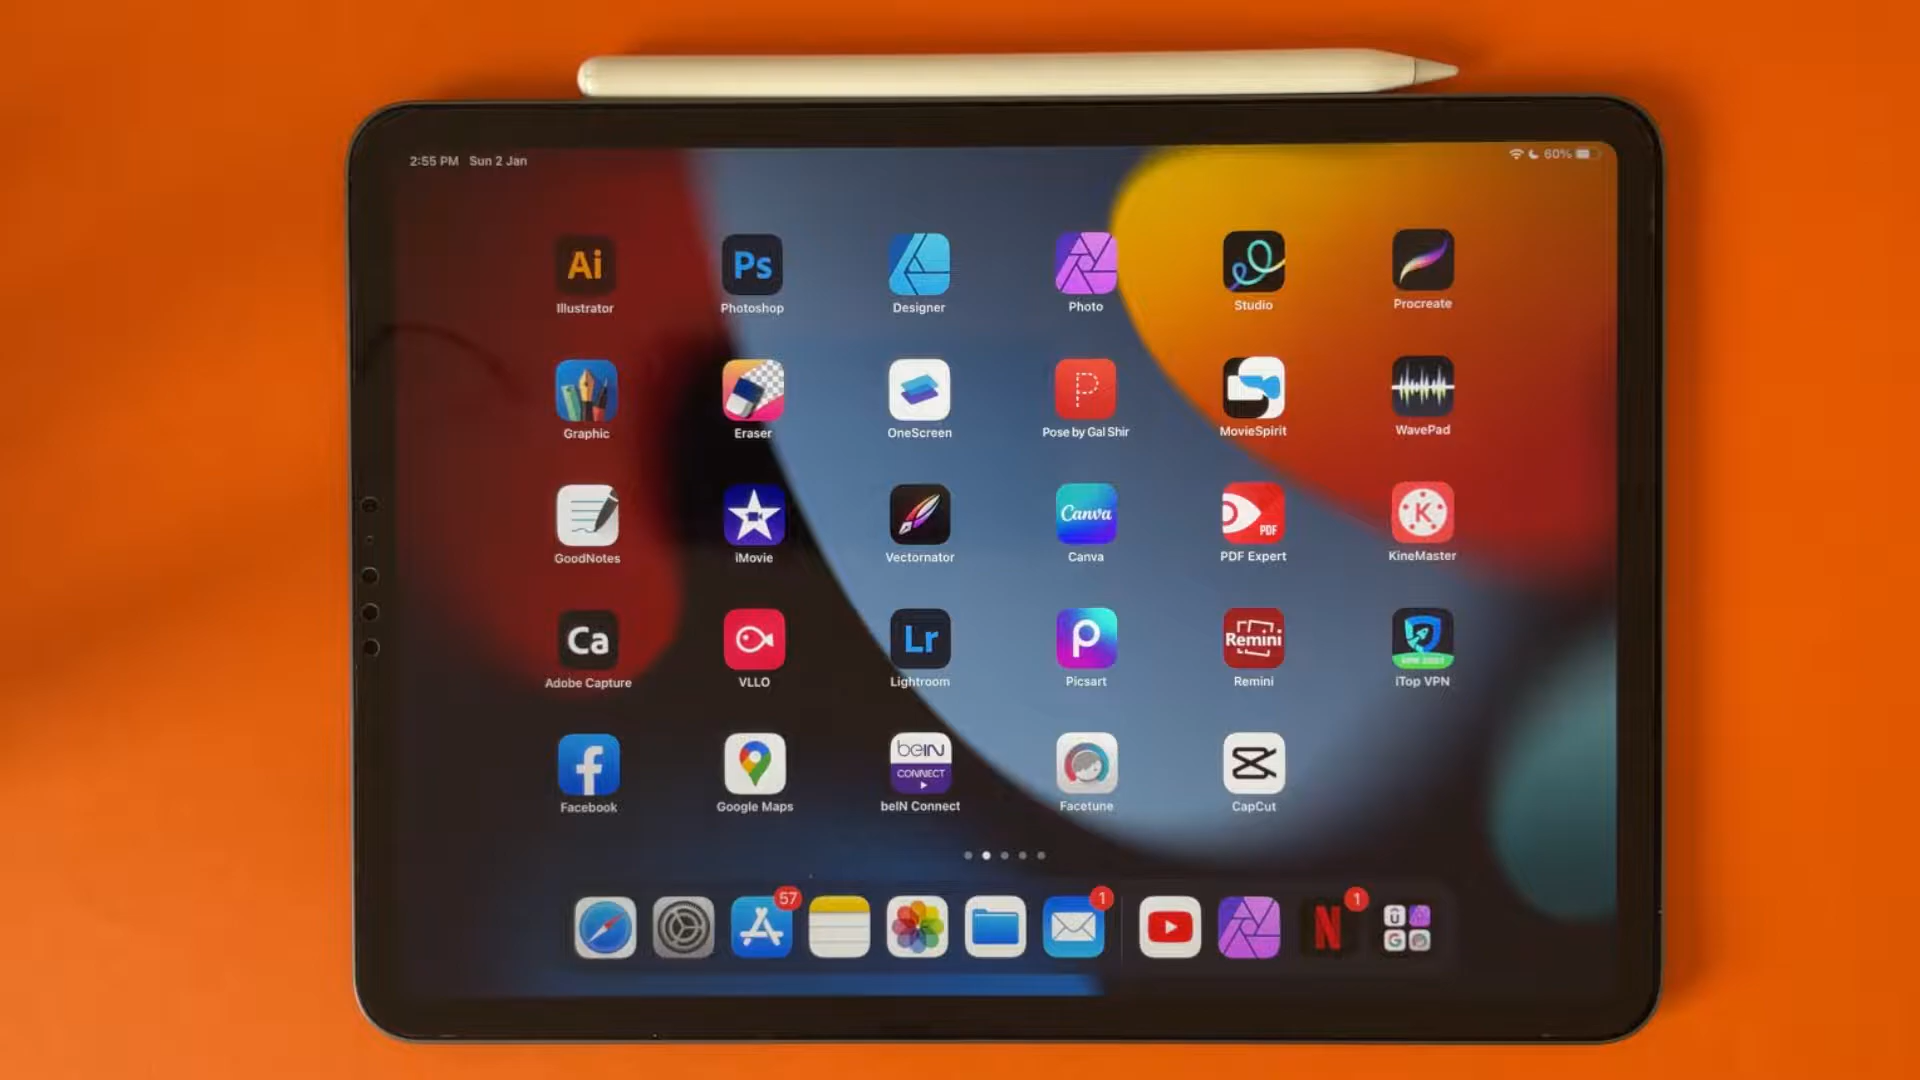 2:55 PM Sun 2 Jan
60%
Ai
Ps
Illustrator
Photoshop
Designer
Photo
Studio
Procreate
P
Graphic
Eraser
OneScreen
Pose by Gal Shir
MovieSpirit
WavePad
Canva
PDF
K
GoodNotes
iMovie
Vectornator
Canva
PDF Expert
KineMaster
Ca
Lr
P
Remini
Adobe Capture
VLLO
Lightroom
Picsart
Remini
iTop VPN
f
beIN
CONNECT
Facebook
Google Maps
beIN Connect
Facetune
CapCut
57
1
1
N
U
G